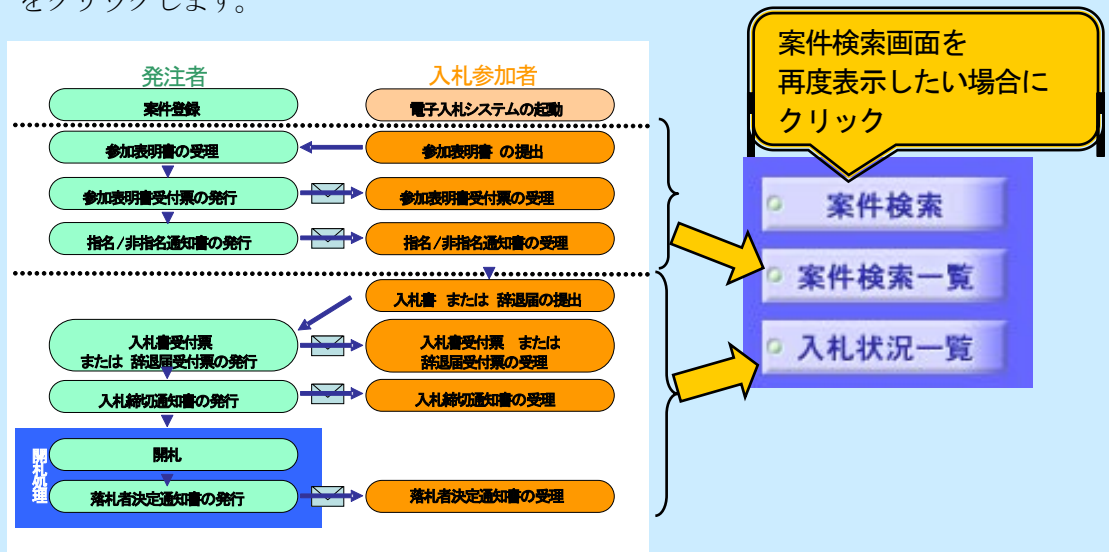 をクリックします。
発注者
入札参加者
案件登録
電子入札システムの起動
参加表明書の受理
参加表明書 の提出
参加表明書受付票の発行
参加表明書受付票の受理
指名/非指名通知書の発行
指名/非指名通知書の受理
入札書 または 辞退届の提出
入札書受付票
または 辞退届受付票の発行
入札書受付票 または
辞退届受付票の受理
入札締切通知書の発行
入札締切通知書の受理
開札処理
開札
落札者決定通知書の発行
落札者決定通知書の受理
案件検索画面を
再度表示したい場合に
クリック
案件検索
案件検索一覧
入札状況一覧